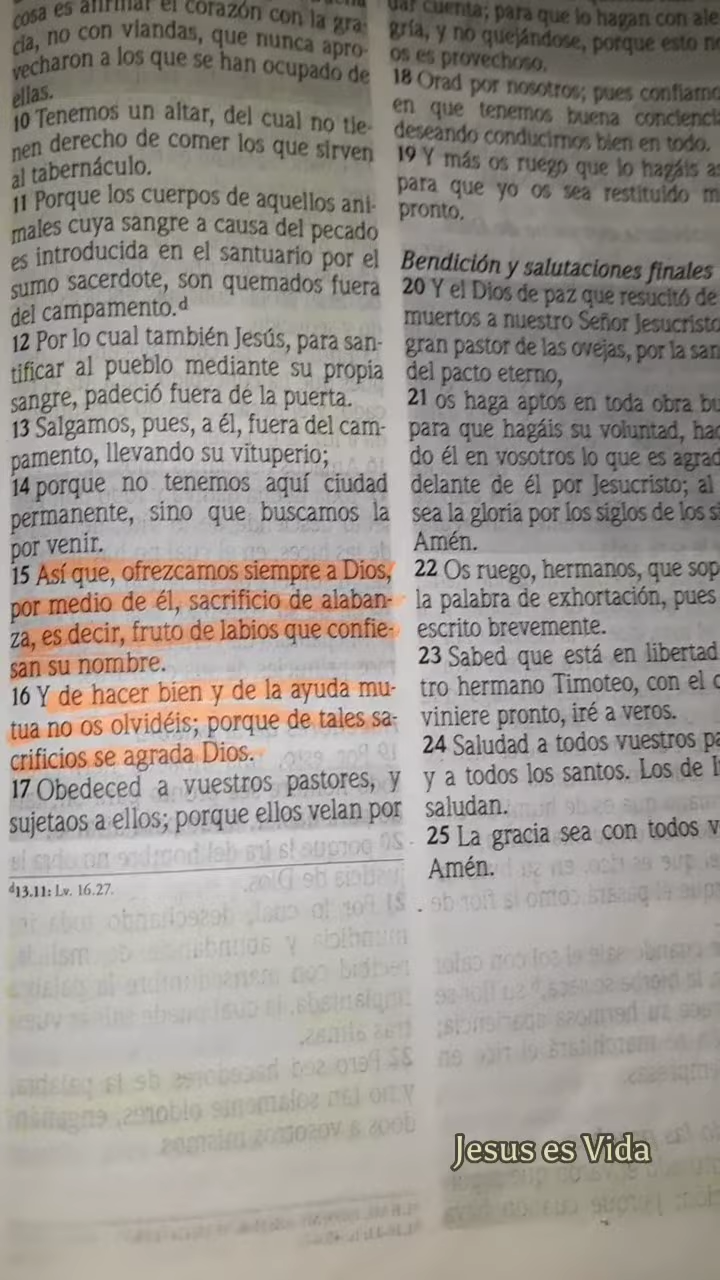 cosa es afirmar el corazón con la gra-
cia, no con viandas, que nunca apro-
vecharon a los que se han ocupado de
ellas.
10 Tenemos un altar, del cual no tie-
nen derecho de comer los que sirven
al tabernáculo.
11 Porque los cuerpos de aquellos ani-
males cuya sangre a causa del pecado
es introducida en el santuario por el
sumo sacerdote, son quemados fuera
del campamento.d
12 Por lo cual también Jesús, para san-
tificar al pueblo mediante su propia
sangre, padeció fuera de la puerta.
13 Salgamos, pues, a él, fuera del cam-
pamento, llevando su vituperio;
14 porque no tenemos aquí ciudad
permanente, sino que buscamos la
por venir.
15 Así que, ofrezcamos siempre a Dios,
por medio de él, sacrificio de alaban-
za, es decir, fruto de labios que confie-
san su nombre.
16 Y de hacer bien y de la ayuda mu-
tua no os olvidéis; porque de tales sa-
crificios se agrada Dios.
17 Obedeced a vuestros pastores, y
sujetaos a ellos; porque ellos velan por
d13.11: Lv. 16.27.
dar cuenta; para que lo hagan con ale
gría, y no quejándose, porque esto n
os es provechoso.
18 Orad por nosotros; pues confiamo
en que tenemos buena concienci
deseando conducirnos bien en todo.
19 Y más os ruego que lo hagáis a
para que yo os sea restituido m
pronto.
Bendición y salutaciones finales
20 Y el Dios de paz que resucitó de
muertos a nuestro Señor Jesucristo
gran pastor de las ovejas, por la san
del pacto eterno,
21 os haga aptos en toda obra bu
para que hagáis su voluntad, hac
do él en vosotros lo que es agrad
delante de él por Jesucristo; al
sea la gloria por los siglos de los si
Amén.
22 Os ruego, hermanos, que sop
la palabra de exhortación, pues
escrito brevemente.
23 Sabed que está en libertad
tro hermano Timoteo, con el c
viniere pronto, iré a veros.
24 Saludad a todos vuestros pa
y a todos los santos. Los de I
saludan.
25 La gracia sea con todos v
Amén.
Jesus es Vida